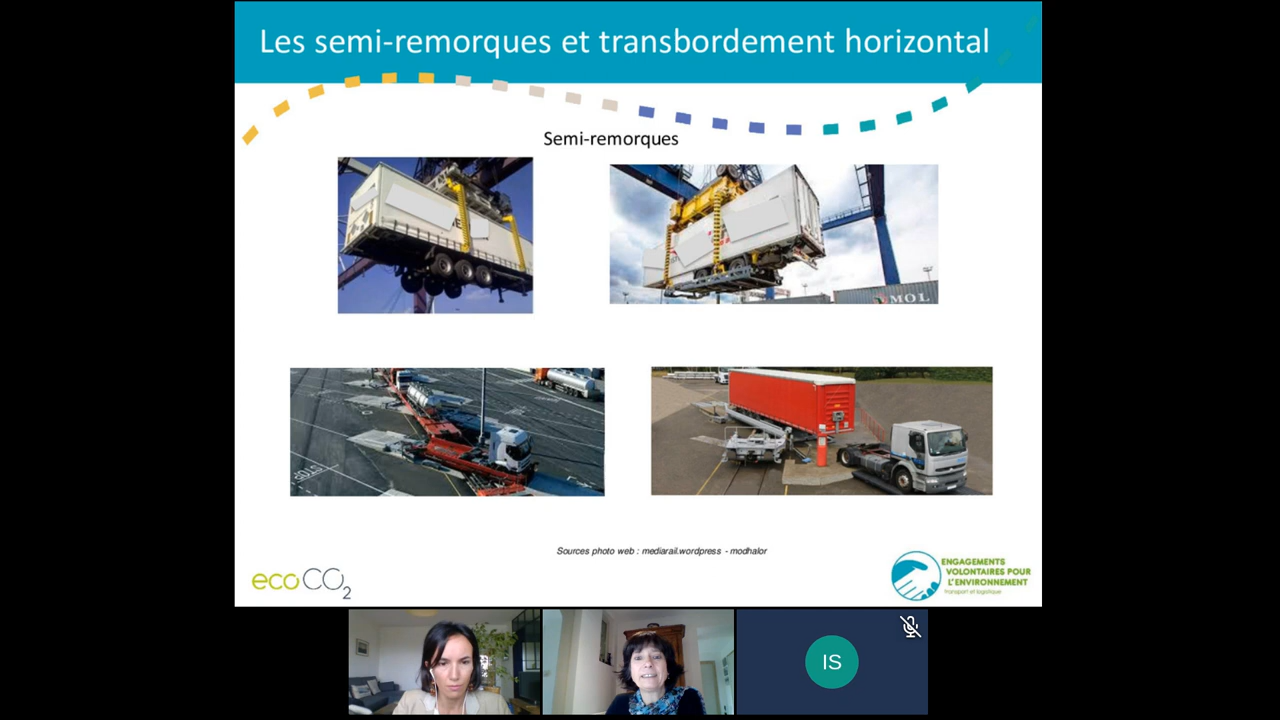 Les semi-remorques et transbordement horizontal
Semi-remorques
MOL
STOP
Sources photo web : mediarail.wordpress - modhalor
ecoCO2
ENGAGEMENTS
VOLONTAIRES POUR
L'ENVIRONNEMENT
transport et logistique
IS